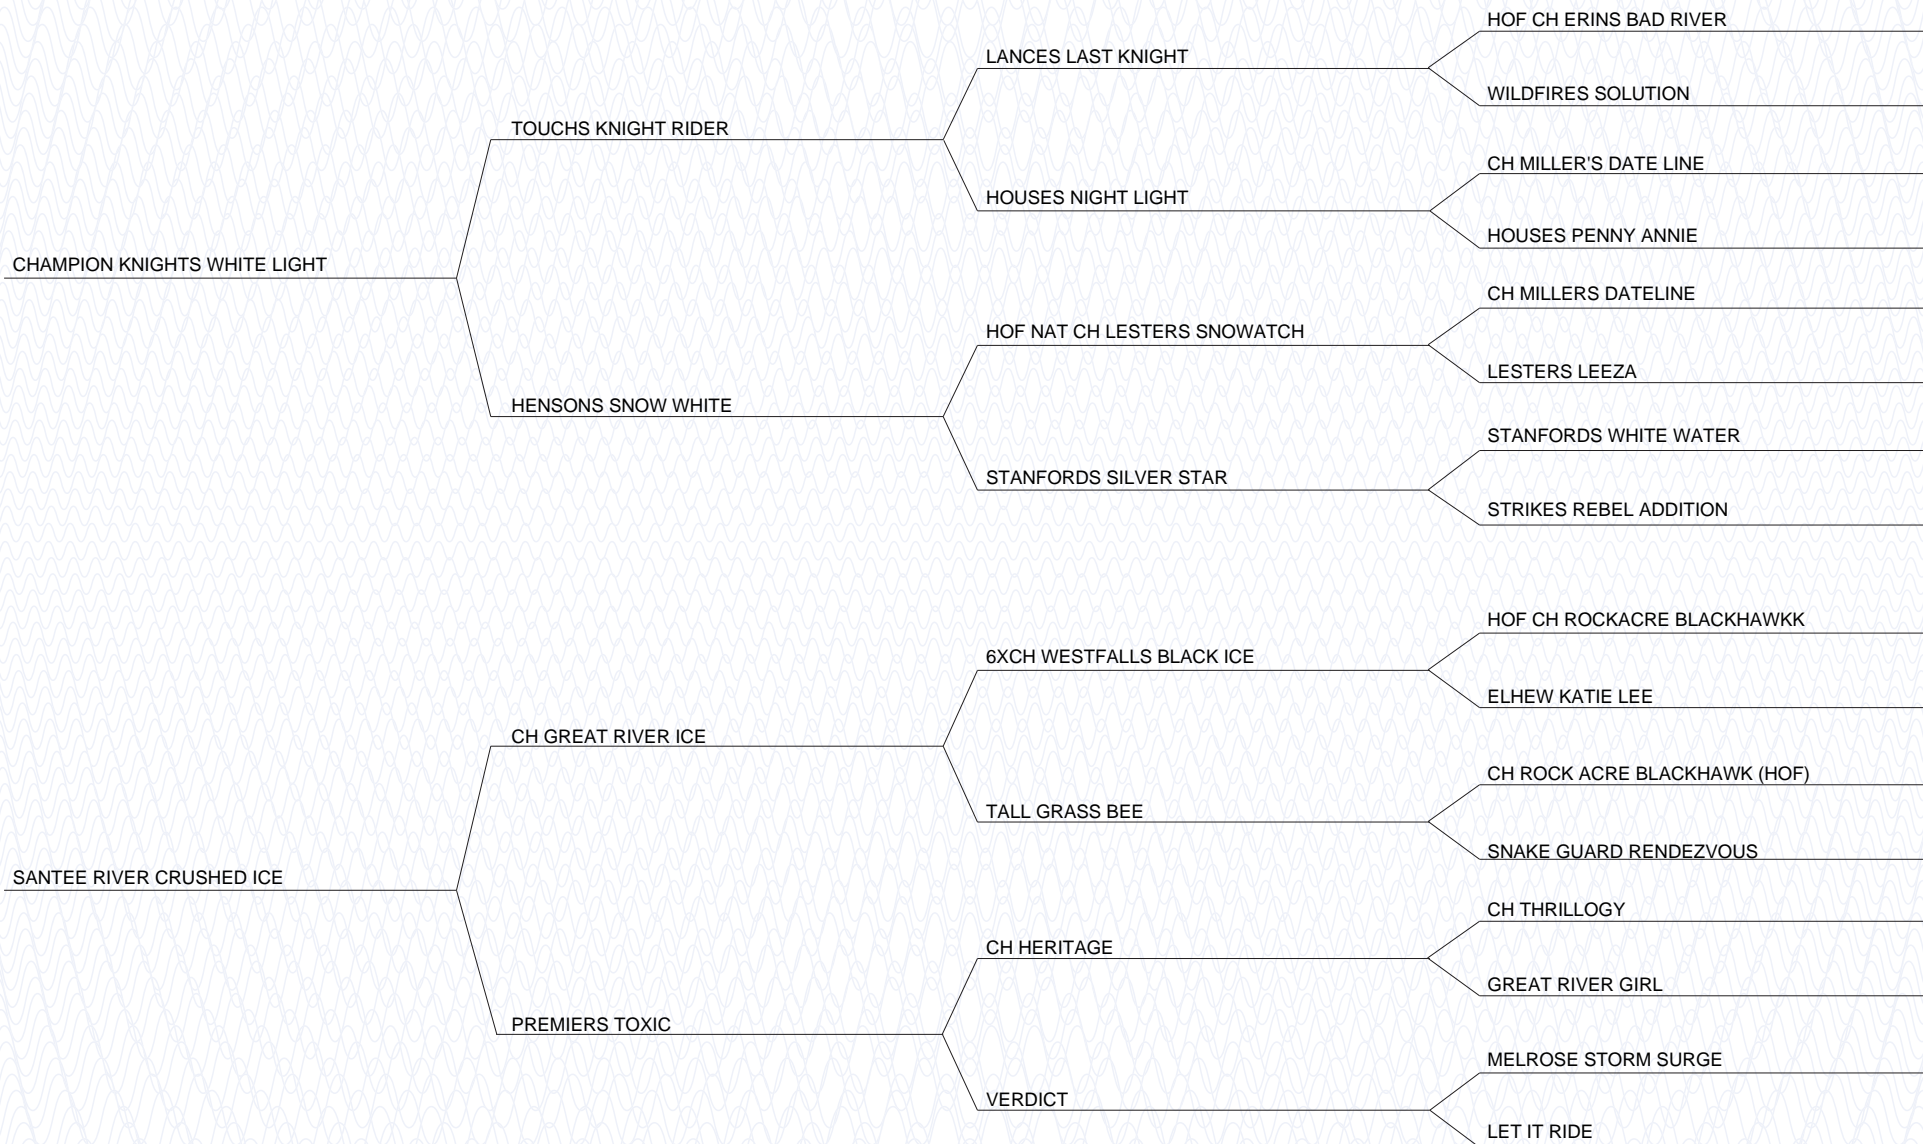 HOF CH ERINS BAD RIVER
LANCES LAST KNIGHT
WILDFIRES SOLUTION
TOUCHS KNIGHT RIDER
CH MILLER'S DATE LINE
HOUSES NIGHT LIGHT
HOUSES PENNY ANNIE
CHAMPION KNIGHTS WHITE LIGHT
CH MILLERS DATELINE
HOF NAT CH LESTERS SNOWATCH
LESTERS LEEZA
HENSONS SNOW WHITE
STANFORDS WHITE WATER
STANFORDS SILVER STAR
STRIKES REBEL ADDITION
HOF CH ROCKACRE BLACKHAWKK
6XCH WESTFALLS BLACK ICE
ELHEW KATIE LEE
CH GREAT RIVER ICE
CH ROCK ACRE BLACKHAWK (HOF)
TALL GRASS BEE
SNAKE GUARD RENDEZVOUS
SANTEE RIVER CRUSHED ICE
CH THRILLOGY
CH HERITAGE
GREAT RIVER GIRL
PREMIERS TOXIC
MELROSE STORM SURGE
VERDICT
LET IT RIDE